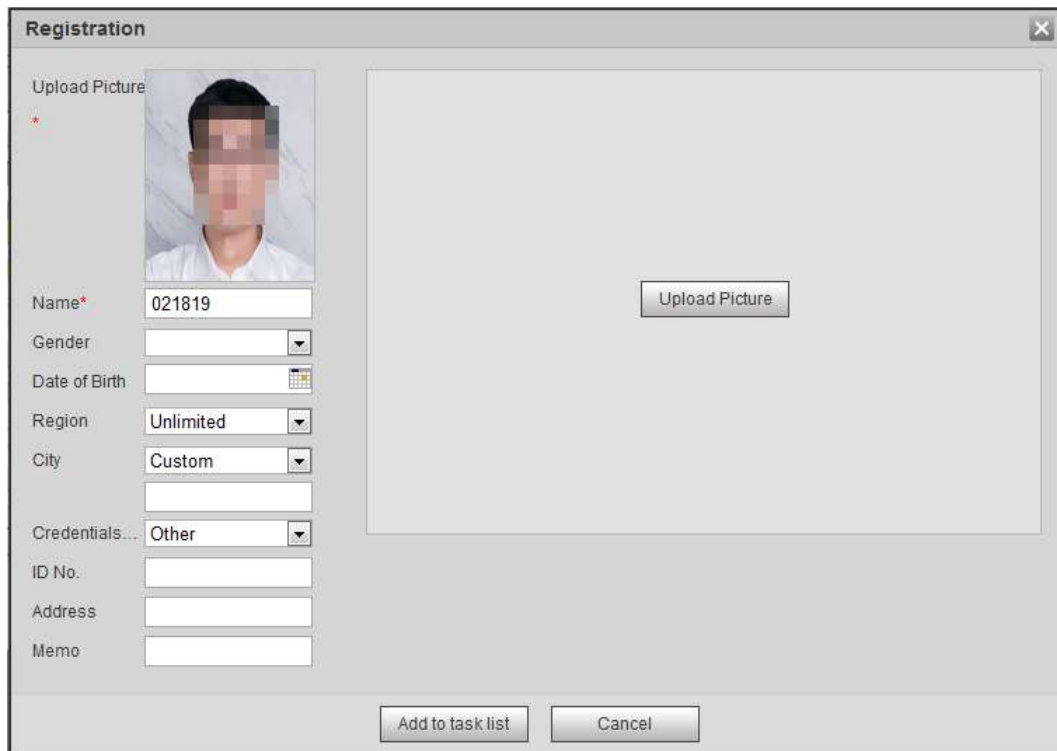 Registration
Upload Picture
*
Upload Picture
Name* 021819
Gender
Date of Birth
Region Unlimited
City Custom
Credentials... Other
ID No.
Address
Memo
Add to task list Cancel